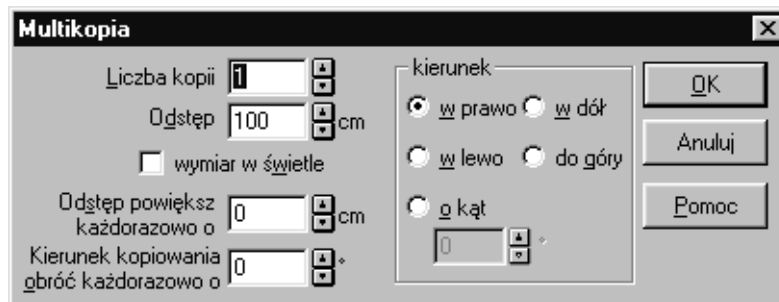 Multikopia
Liczba kopii 1
Odstęp 100 cm
wymiar w świetle
Odstęp powiększ
każdorazowo o 0 cm
Kierunek kopiowania
obróć każdorazowo o 0 °
kierunek
w prawo w dół
w lewo do góry
o kąt
0 °
OK
Anuluj
Pomoc